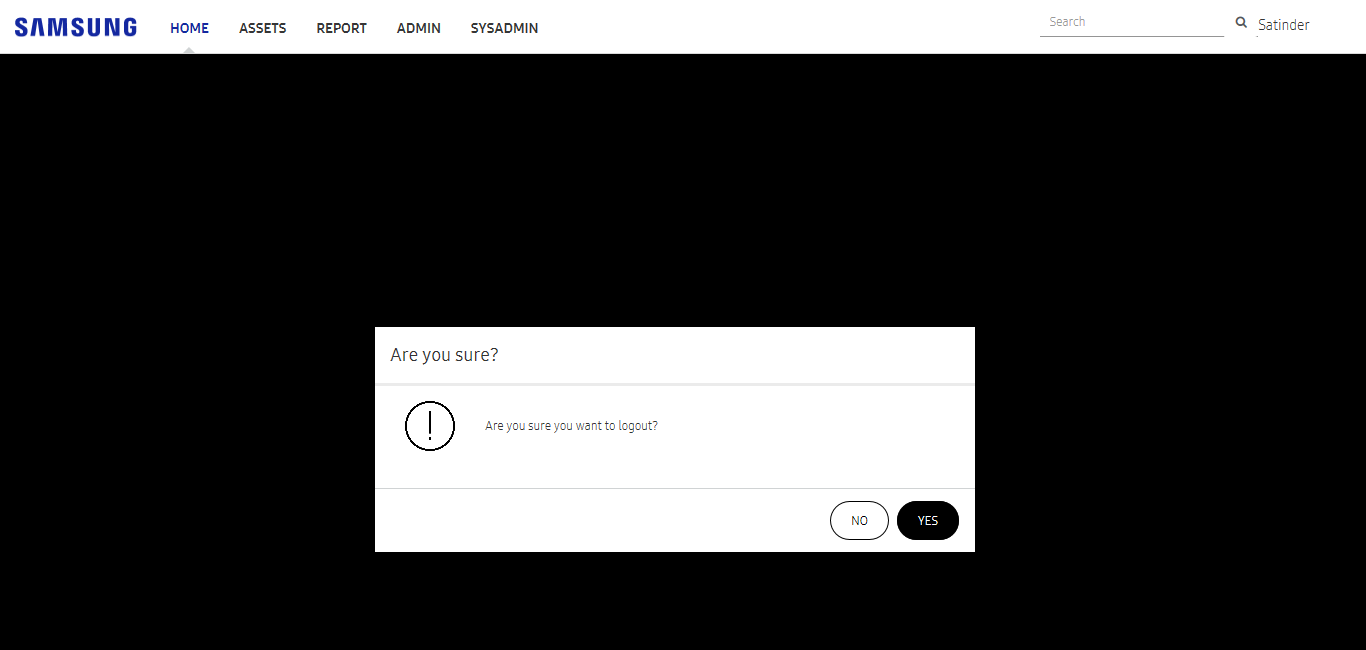 SAMSUNG HOME ASSETS REPORT ADMIN SYSADMIN Search Satinder
Are you sure?
Are you sure you want to logout?
NO YES